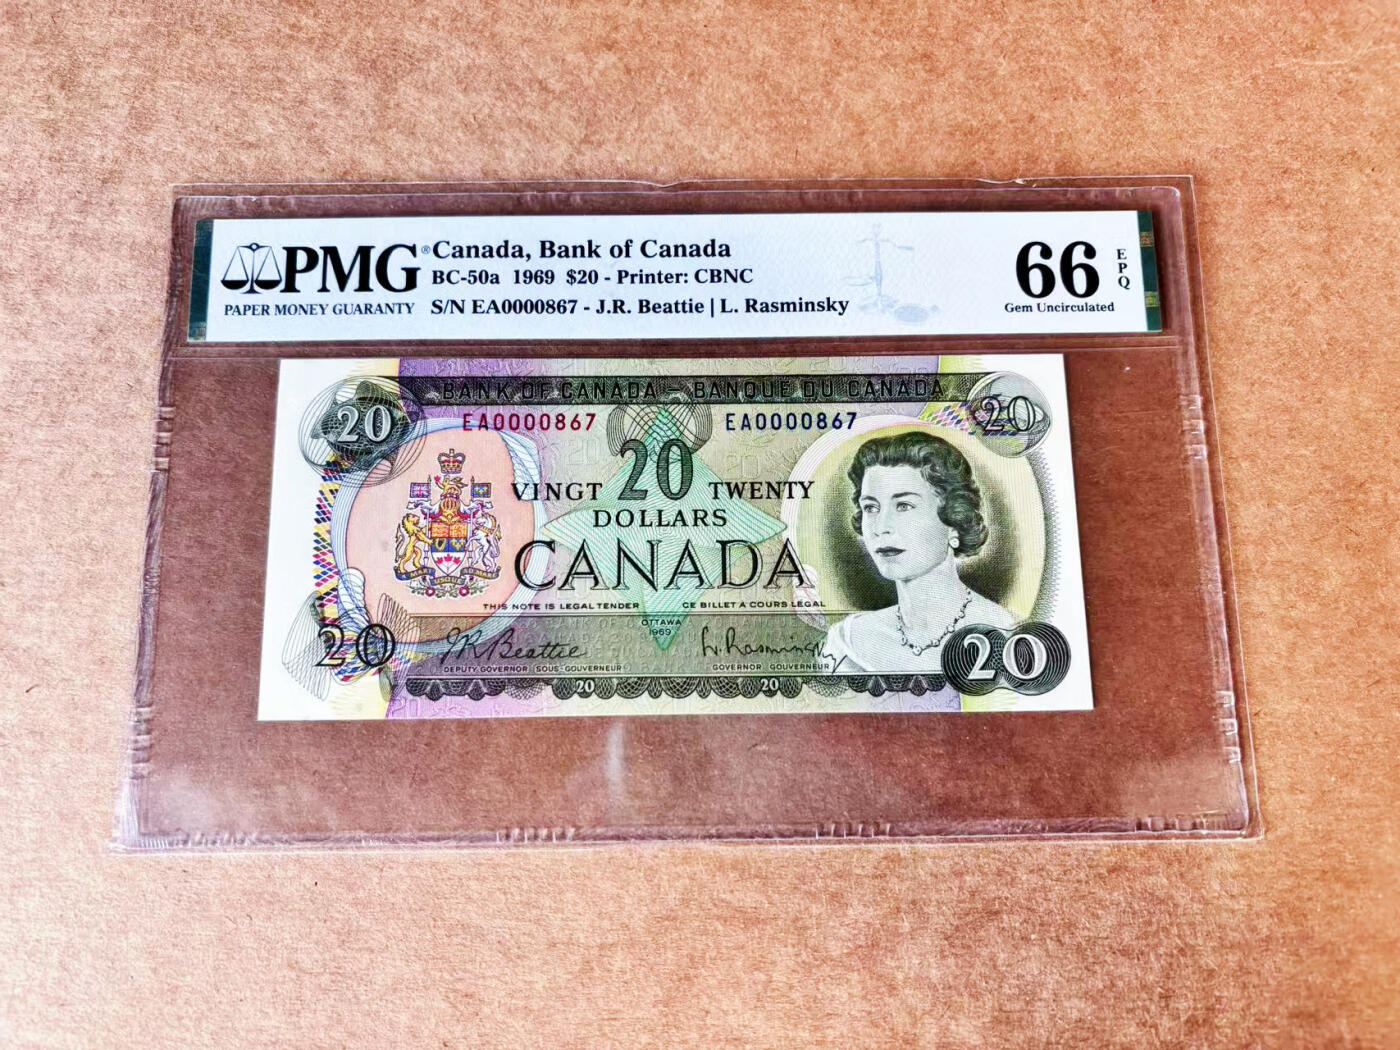 PMG®
PAPER MONEY GUARANTY
Canada, Bank of Canada
BC-50a 1969 $20 - Printer: CBNC
S/N EA0000867 - J.R. Beattie | L. Rasminsky
66 EPQ
Gem Uncirculated
BANK OF CANADA – BANQUE DU CANADA
20 20
EA0000867 EA0000867
VINGT 20 TWENTY
DOLLARS
CANADA
THIS NOTE IS LEGAL TENDER CE BILLET A COURS LEGAL
OTTAWA
1969
20 JR Beattie L. Rasminsky 20
DEPUTY GOVERNOR SOUS-GOUVERNEUR GOVERNOR GOUVERNEUR
20 20